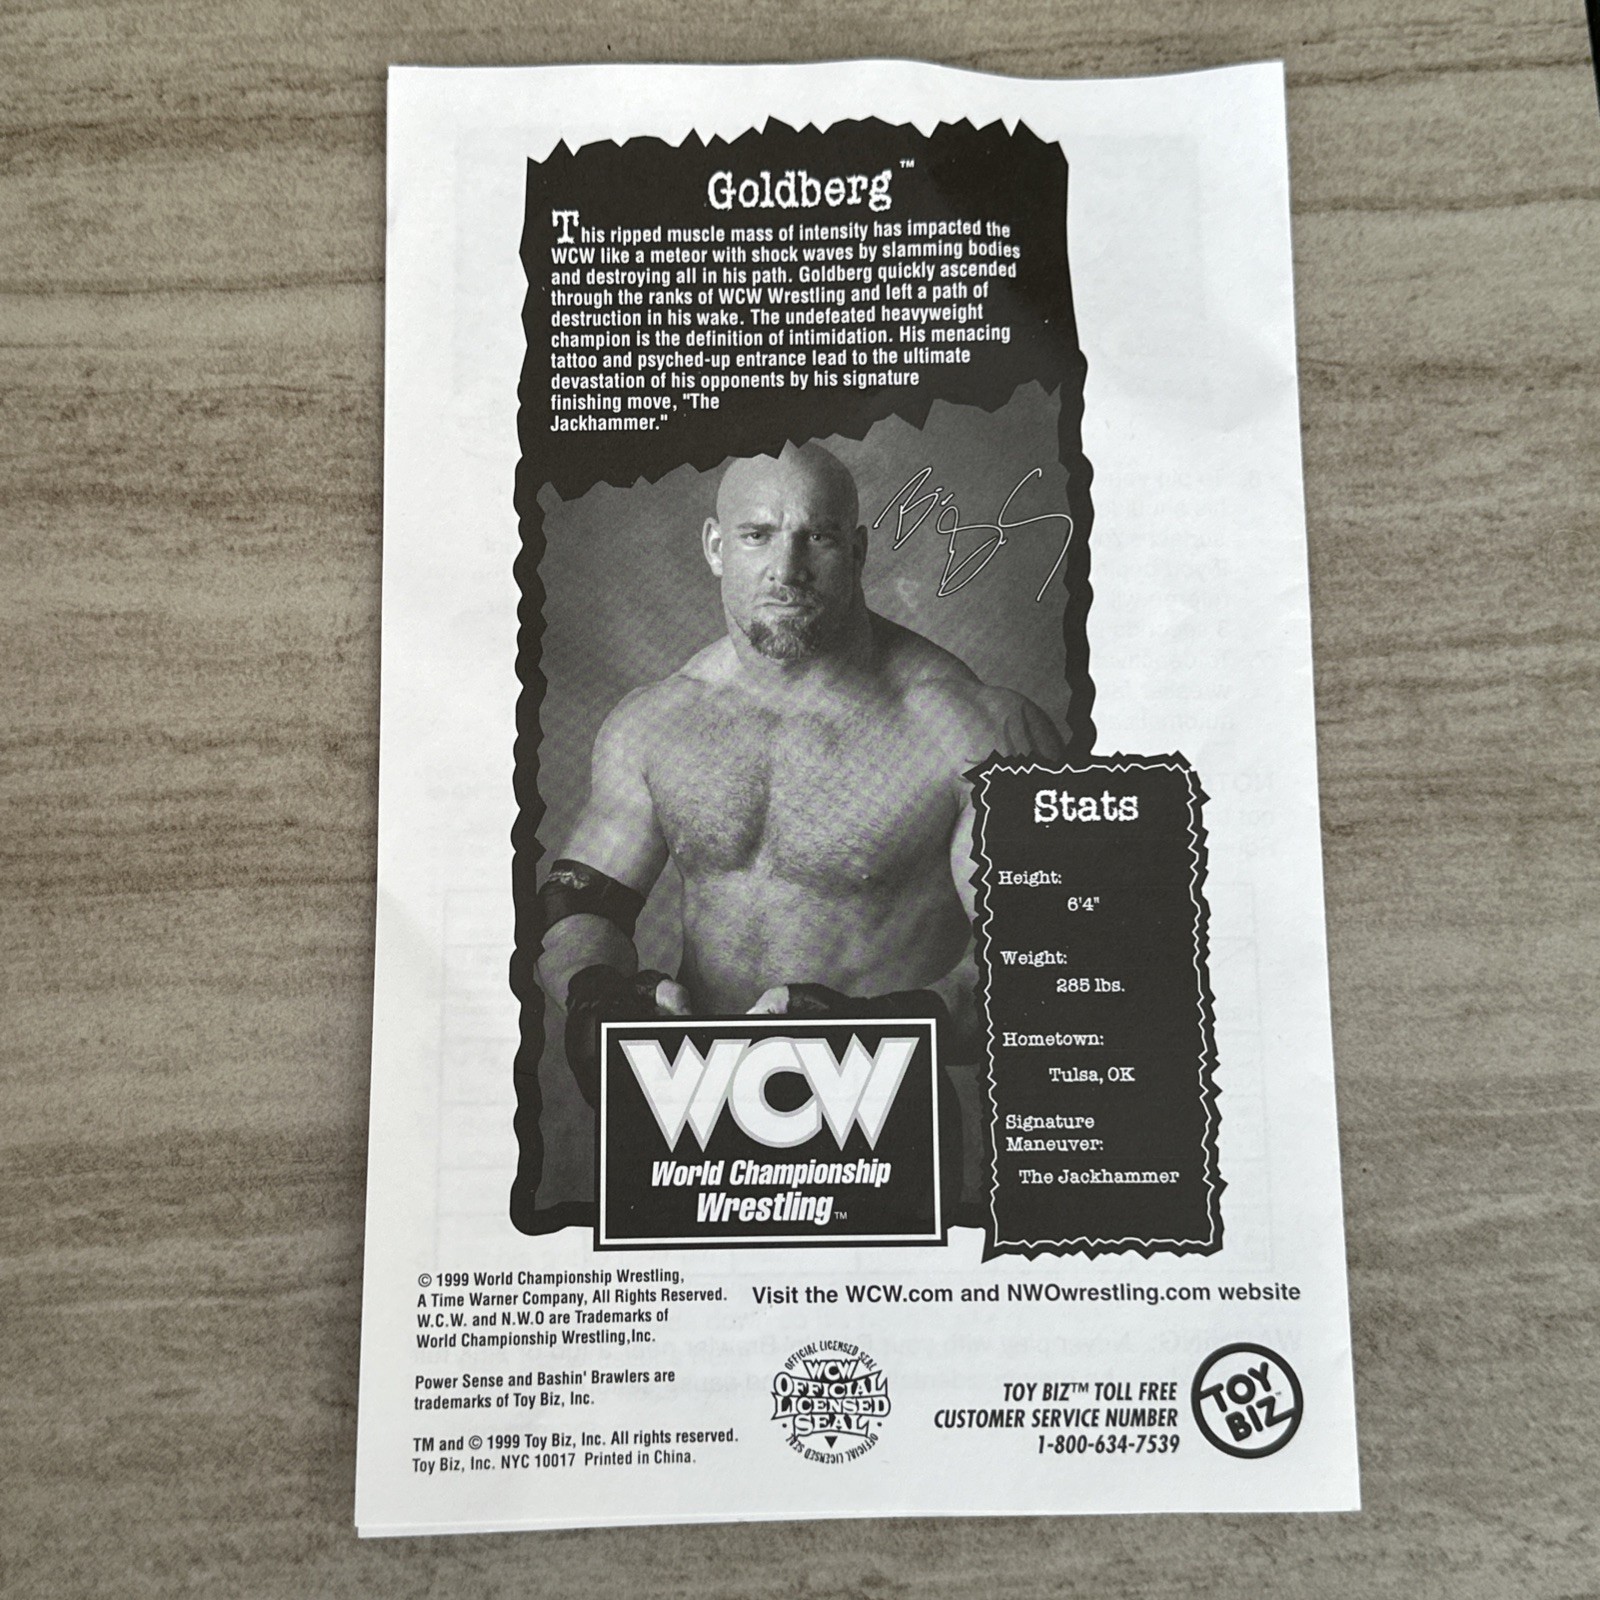 Goldberg™
This ripped muscle mass of intensity has impacted the
WCW like a meteor with shock waves by slamming bodies
and destroying all in his path. Goldberg quickly ascended
through the ranks of WCW Wrestling and left a path of
destruction in his wake. The undefeated heavyweight
champion is the definition of intimidation. His menacing
tattoo and psyched-up entrance lead to the ultimate
devastation of his opponents by his signature
finishing move, "The
Jackhammer."
Stats
Height:
6'4"
Weight:
285 lbs.
Hometown:
Tulsa, OK
Signature
Maneuver:
The Jackhammer
WCW
World Championship
Wrestling™
© 1999 World Championship Wrestling,
A Time Warner Company, All Rights Reserved.
W.C.W. and N.W.O are Trademarks of
World Championship Wrestling,Inc.
Visit the WCW.com and NWOwrestling.com website
Power Sense and Bashin' Brawlers are
trademarks of Toy Biz, Inc.
TM and © 1999 Toy Biz, Inc. All rights reserved.
Toy Biz, Inc. NYC 10017 Printed in China.
OFFICIAL LICENSED SEAL
WCW
OFFICIAL
LICENSED
SEAL
OFFICIAL LICENSED SEAL
TOY BIZ™ TOLL FREE
CUSTOMER SERVICE NUMBER
1-800-634-7539
TOY
BIZ™